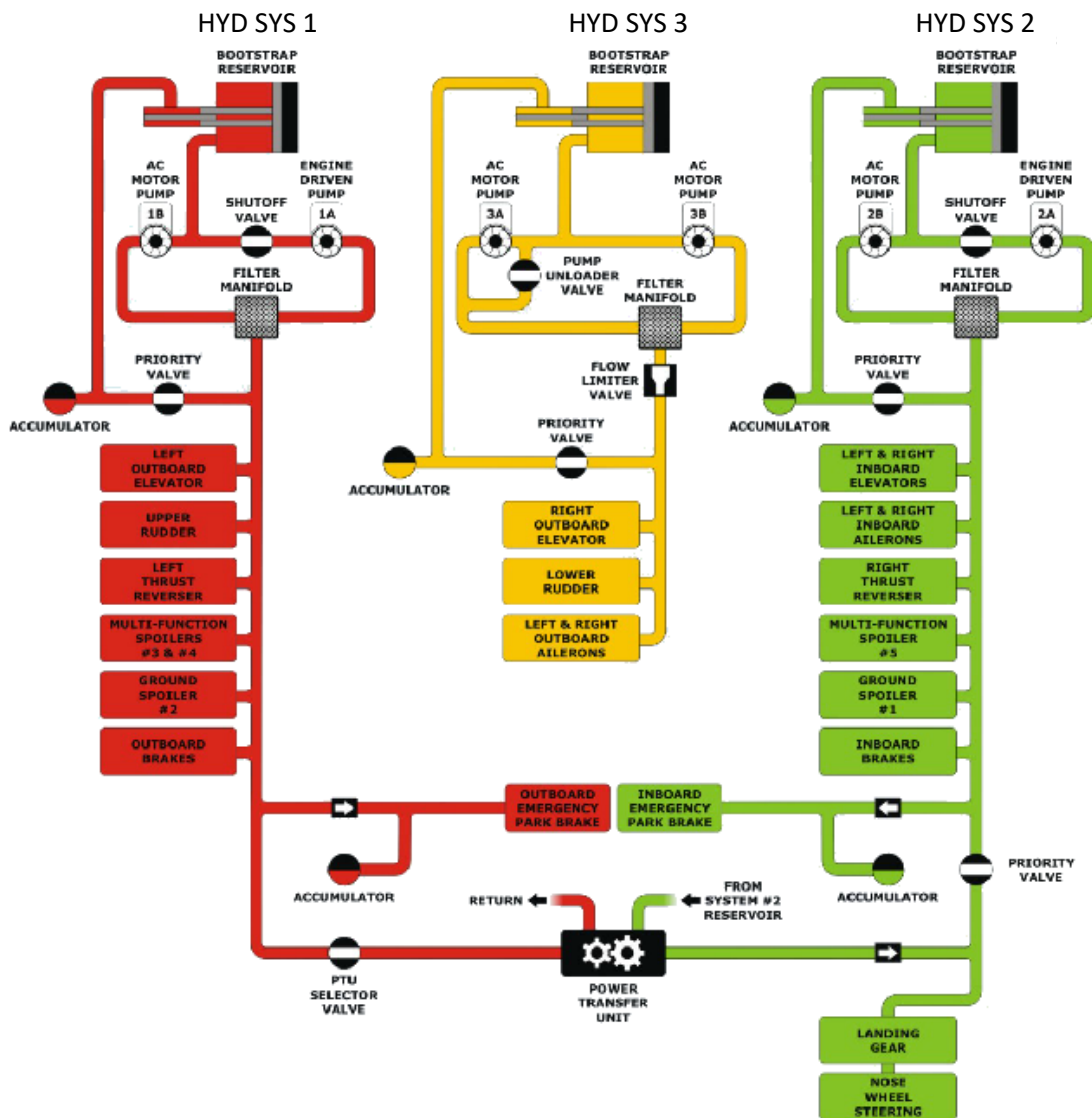 HYD SYS 1
HYD SYS 3
HYD SYS 2
BOOTSTRAP
RESERVOIR
BOOTSTRAP
RESERVOIR
BOOTSTRAP
RESERVOIR
AC
MOTOR
PUMP
1B
SHUTOFF
VALVE
ENGINE
DRIVEN
PUMP
1A
FILTER
MANIFOLD
PRIORITY
VALVE
ACCUMULATOR
AC
MOTOR
PUMP
3A
AC
MOTOR
PUMP
3B
PUMP
UNLOADER
VALVE
FILTER
MANIFOLD
FLOW
LIMITER
VALVE
PRIORITY
VALVE
ACCUMULATOR
AC
MOTOR
PUMP
2B
SHUTOFF
VALVE
ENGINE
DRIVEN
PUMP
2A
FILTER
MANIFOLD
PRIORITY
VALVE
ACCUMULATOR
LEFT
OUTBOARD
ELEVATOR
UPPER
RUDDER
LEFT
THRUST
REVERSER
MULTI-FUNCTION
SPOILERS
#3 & #4
GROUND
SPOILER
#2
OUTBOARD
BRAKES
RIGHT
OUTBOARD
ELEVATOR
LOWER
RUDDER
LEFT & RIGHT
OUTBOARD
AILERONS
LEFT & RIGHT
INBOARD
ELEVATORS
LEFT & RIGHT
INBOARD
AILERONS
RIGHT
THRUST
REVERSER
MULTI-FUNCTION
SPOILER
#5
GROUND
SPOILER
#1
INBOARD
BRAKES
OUTBOARD
EMERGENCY
PARK BRAKE
INBOARD
EMERGENCY
PARK BRAKE
ACCUMULATOR
ACCUMULATOR
PRIORITY
VALVE
RETURN
FROM
SYSTEM #2
RESERVOIR
PTU
SELECTOR
VALVE
POWER
TRANSFER
UNIT
LANDING
GEAR
NOSE
WHEEL
STEERING